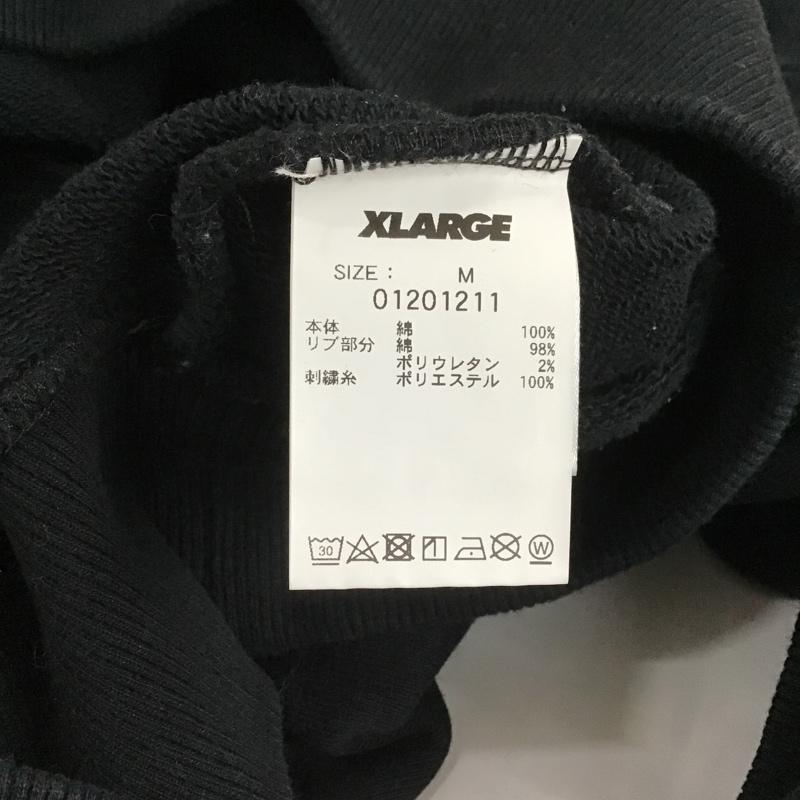 XLARGE
SIZE : M
01201211
本体 綿 100%
リブ部分 綿 98%
ポリウレタン 2%
刺繍糸 ポリエステル 100%
30 W